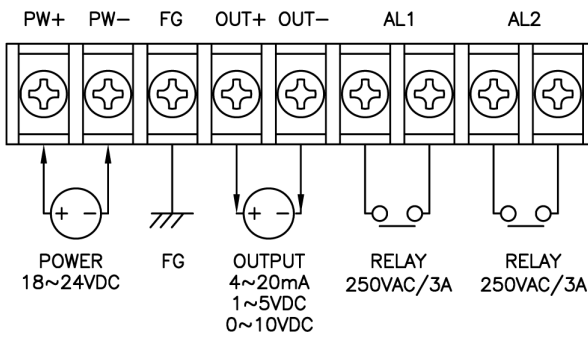 PW+ PW− FG OUT+ OUT− AL1 AL2
+ − + −
POWER FG OUTPUT RELAY RELAY
18~24VDC 4~20mA 250VAC/3A 250VAC/3A
1~5VDC
0~10VDC